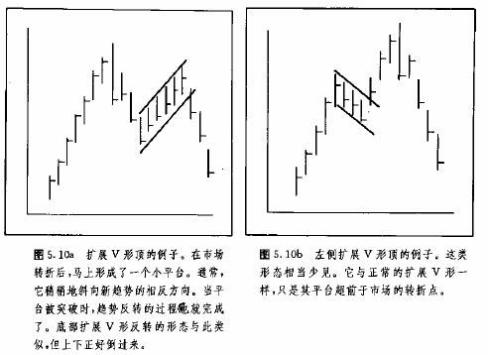 图 5.10a 扩展 V 形顶的例子。在市场
转折后,马上形成了一个小平台。通常,
它稍稍地斜向新趋势的相反方向。当平
台被突破时,趋势反转的过程就完成
了。底部扩展 V 形反转的形态与此类
似,但上下正好倒过来。
图 5.10b 左侧扩展 V 形顶的例子。这类
形态相当少见。它与正常的扩展 V 形一
样,只是其平台超前于市场的转折点。